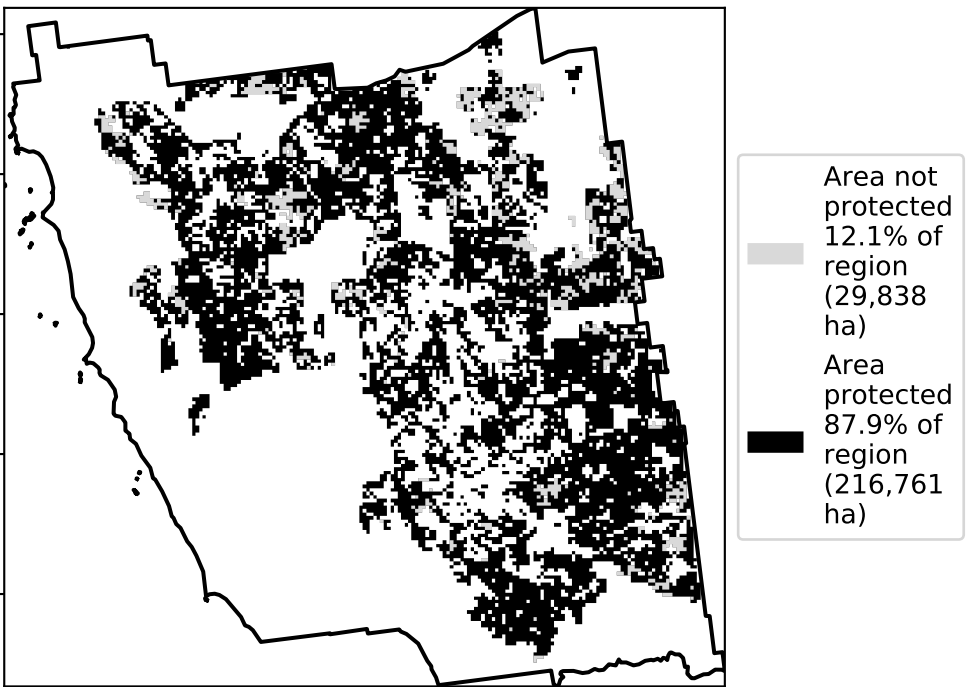 Area not
protected
12.1% of
region
(29,838
ha)
Area
protected
87.9% of
region
(216,761
ha)